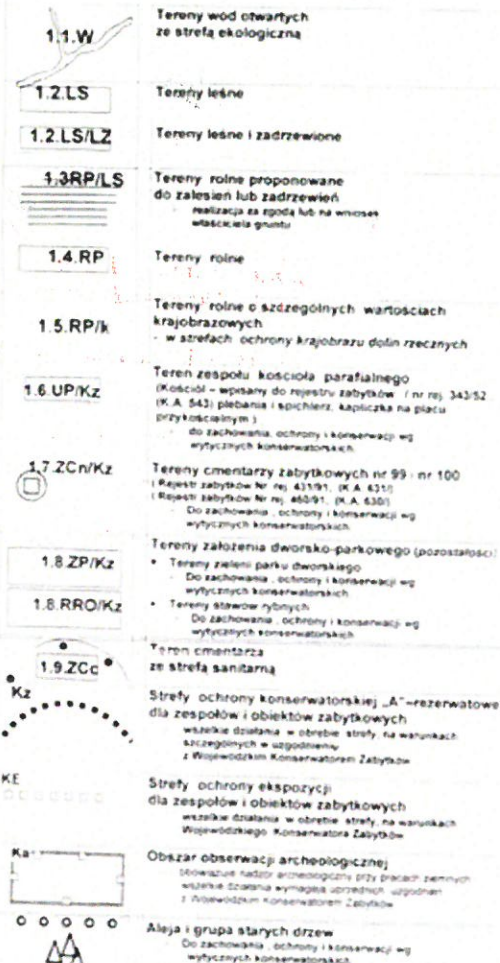 1.1.W
Tereny wód otwartych
ze strefą ekologiczną
1.2.LS
Tereny leśne
1.2.LS/LZ
Tereny leśne i zadrzewione
1.3RP/LS
Tereny rolne proponowane
do zalesień lub zadrzewień
- realizacja za zgodą lub na wniosek
właściciela gruntu
1.4.RP
Tereny rolne
1.5.RP/k
Tereny rolne o szczególnych wartościach
krajobrazowych
- w strefach ochrony krajobrazu dolin rzecznych
1.6.UP/Kz
Teren zespołu kościoła parafialnego
(Kościół – wpisany do rejestru zabytków / nr rej. 343/52
(K.A. 543) plebania i spichlerz, kapliczka na placu
przykościelnym )
- do zachowania, ochrony i konserwacji wg
wytycznych konserwatorskich
1.7.ZCn/Kz
Tereny cmentarzy zabytkowych nr 99 i nr 100
( Rejestr zabytków Nr rej. 431/91, (K.A. 631/)
( Rejestr zabytków Nr rej. 460/91, (K.A. 630/)
- Do zachowania , ochrony i konserwacji wg
wytycznych konserwatorskich
Tereny założenia dworsko-parkowego (pozostałości)
1.8.ZP/Kz
• Tereny zieleni parku dworskiego
- Do zachowania , ochrony i konserwacji wg
wytycznych konserwatorskich
1.8.RRO/Kz
• Tereny stawów rybnych
- Do zachowania , ochrony i konserwacji wg
wytycznych konserwatorskich
1.9.ZCc
Teren cmentarza
ze strefą sanitarną
Kz
Strefy ochrony konserwatorskiej „A"–rezerwatowe
dla zespołów i obiektów zabytkowych
- wszelkie działania w obrębie strefy, na warunkach
szczególnych w uzgodnieniu
z Wojewódzkim Konserwatorem Zabytków
KE
Strefy ochrony ekspozycji
dla zespołów i obiektów zabytkowych
- wszelkie działania w obrębie strefy, na warunkach
Wojewódzkiego Konserwatora Zabytków
Ka
Obszar obserwacji archeologicznej
- obowiązuje nadzór archeologiczny przy pracach ziemnych
wszelkie działania wymagają uprzednich uzgodnień
z Wojewódzkim Konserwatorem Zabytków
Aleja i grupa starych drzew
- Do zachowania , ochrony i konserwacji wg
wytycznych konserwatorskich